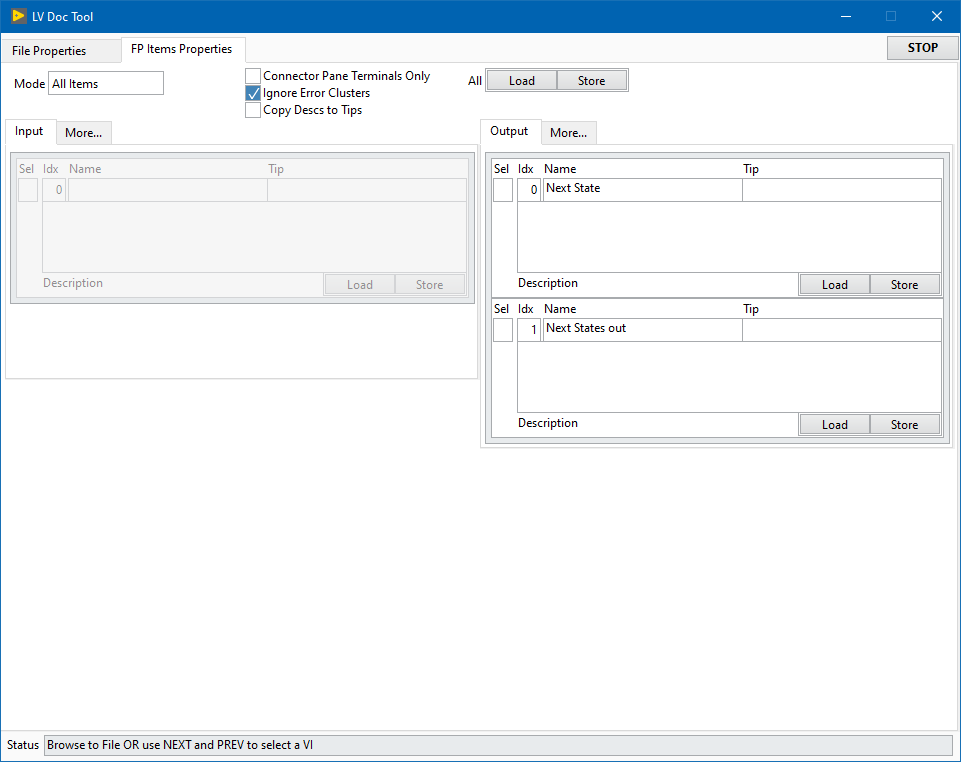 LV Doc Tool
File Properties
FP Items Properties
STOP
Mode All Items
Connector Pane Terminals Only
Ignore Error Clusters
Copy Descs to Tips
All Load Store
Input More...
Sel Idx Name Tip
0
Description Load Store
Output More...
Sel Idx Name Tip
0 Next State
Description Load Store
Sel Idx Name Tip
1 Next States out
Description Load Store
Status Browse to File OR use NEXT and PREV to select a VI